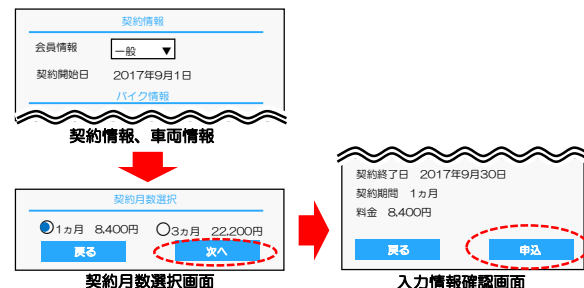 契約情報
会員情報 一般 ▼
契約開始日 2017年9月1日
バイク情報
契約情報、車両情報
契約月数選択
1ヵ月 8,400円 3ヵ月 22,200円
戻る 次へ
契約月数選択画面
契約終了日 2017年9月30日
契約期間 1ヵ月
料金 8,400円
戻る 申込
入力情報確認画面